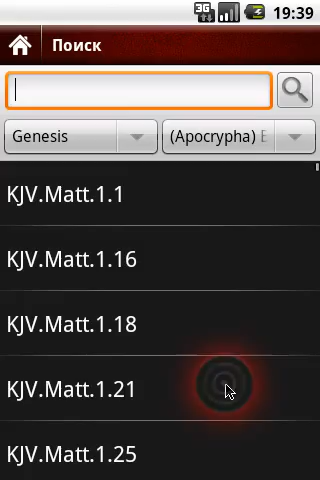 3G 19:39
Поиск
Genesis (Apocrypha) E
KJV.Matt.1.1
KJV.Matt.1.16
KJV.Matt.1.18
KJV.Matt.1.21
KJV.Matt.1.25